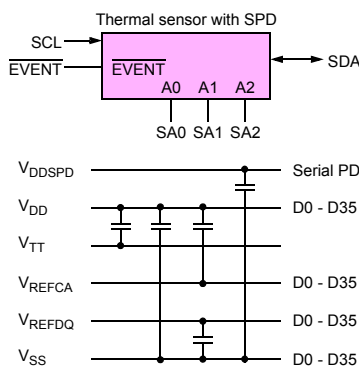 Thermal sensor with SPD
SCL
EVENT EVENT SDA
A0 A1 A2
SA0 SA1 SA2
VDDSPD Serial PD
VDD D0 - D35
VTT
VREFCA D0 - D35
VREFDQ D0 - D35
VSS D0 - D35